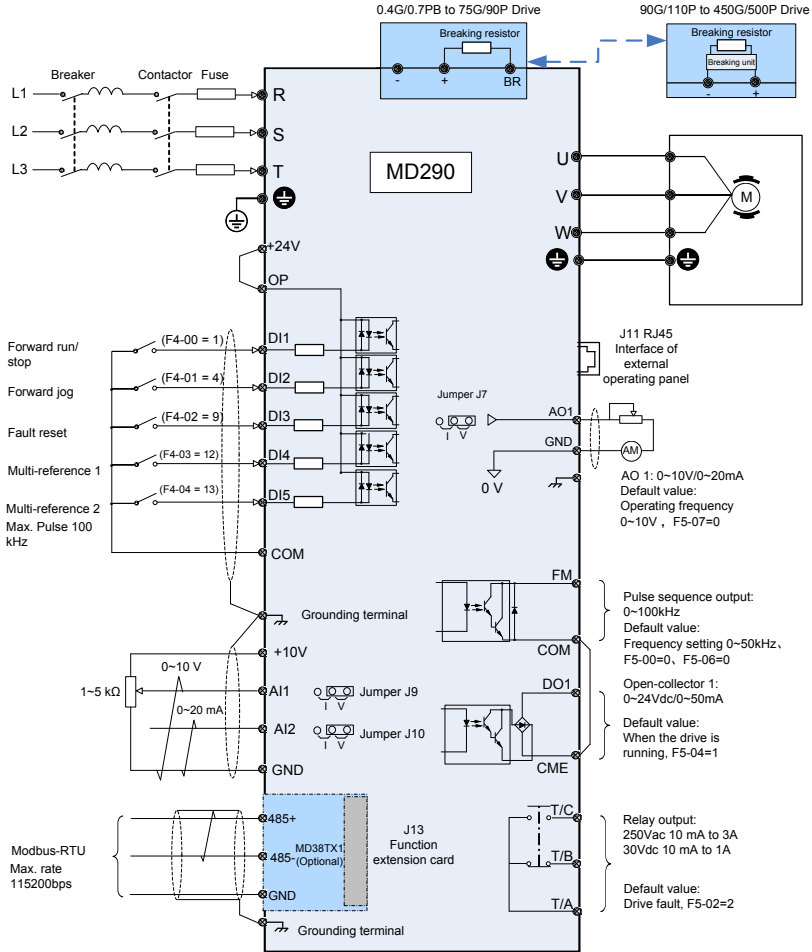 0.4G/0.7PB to 75G/90P Drive
90G/110P to 450G/500P Drive
Breaking resistor
- + BR
Breaking resistor
Breaking unit
- +
Breaker Contactor Fuse
L1
L2
L3
R
S
T
MD290
U
V
W
M
+24V
OP
Forward run/
stop
(F4-00 = 1)
DI1
Forward jog
(F4-01 = 4)
DI2
Fault reset
(F4-02 = 9)
DI3
Multi-reference 1
(F4-03 = 12)
DI4
Multi-reference 2
(F4-04 = 13)
DI5
Max. Pulse 100
kHz
COM
J11 RJ45
Interface of
external
operating panel
Jumper J7
I V
AO1
GND
0 V
AM
AO 1: 0~10V/0~20mA
Default value:
Operating frequency
0~10V , F5-07=0
Grounding terminal
+10V
0~10 V
1~5 kΩ
AI1
Jumper J9
I V
0~20 mA
AI2
Jumper J10
I V
GND
FM
COM
Pulse sequence output:
0~100kHz
Default value:
Frequency setting 0~50kHz、
F5-00=0、F5-06=0
DO1
CME
Open-collector 1:
0~24Vdc/0~50mA
Default value:
When the drive is
running, F5-04=1
Modbus-RTU
Max. rate
115200bps
485+
485-
GND
MD38TX1
(Optional)
J13
Function
extension card
Grounding terminal
T/C
T/B
T/A
Relay output:
250Vac 10 mA to 3A
30Vdc 10 mA to 1A
Default value:
Drive fault, F5-02=2